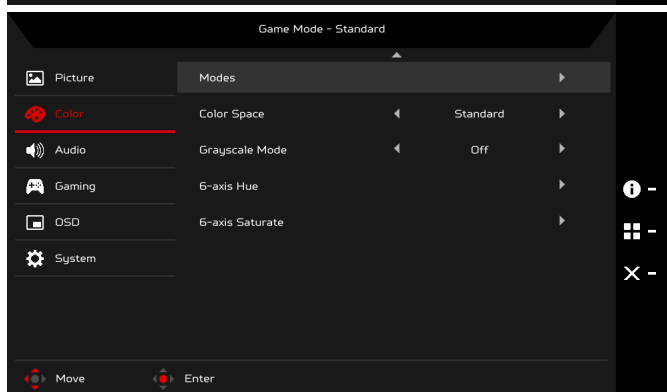 Game Mode - Standard
Picture
Modes
Color
Color Space
Standard
Audio
Grayscale Mode
Off
Gaming
6-axis Hue
OSD
6-axis Saturate
System
Move
Enter